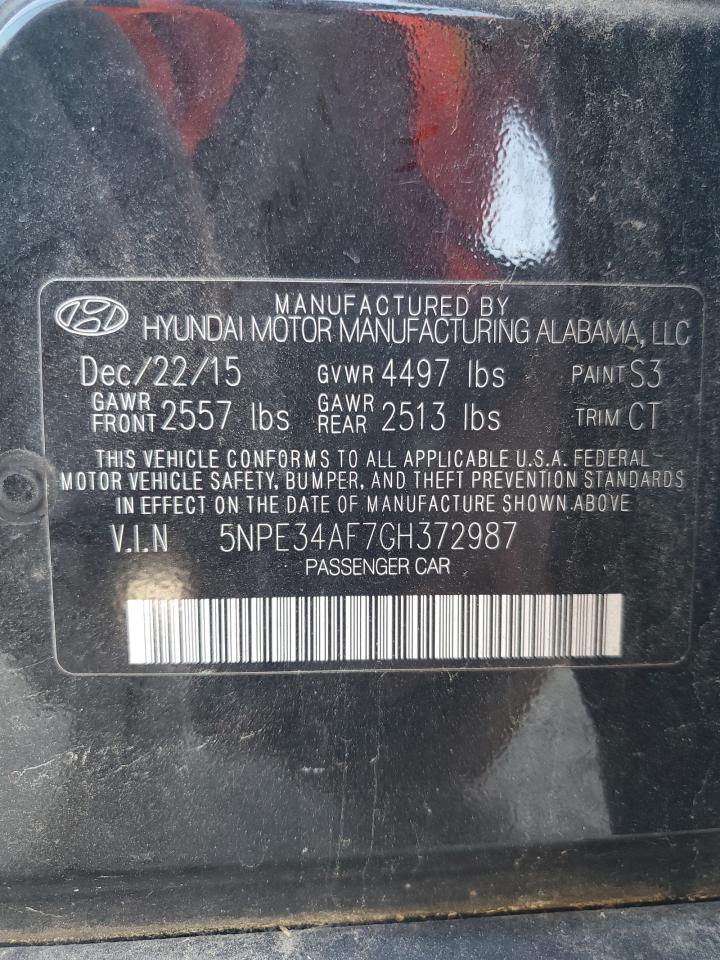 MANUFACTURED BY
HYUNDAI MOTOR MANUFACTURING ALABAMA, LLC
Dec/22/15 GVWR 4497 lbs PAINT S3
GAWR FRONT 2557 lbs GAWR REAR 2513 lbs TRIM CT
THIS VEHICLE CONFORMS TO ALL APPLICABLE U.S.A. FEDERAL
MOTOR VEHICLE SAFETY, BUMPER, AND THEFT PREVENTION STANDARDS
IN EFFECT ON THE DATE OF MANUFACTURE SHOWN ABOVE
V.I.N 5NPE34AF7GH372987
PASSENGER CAR